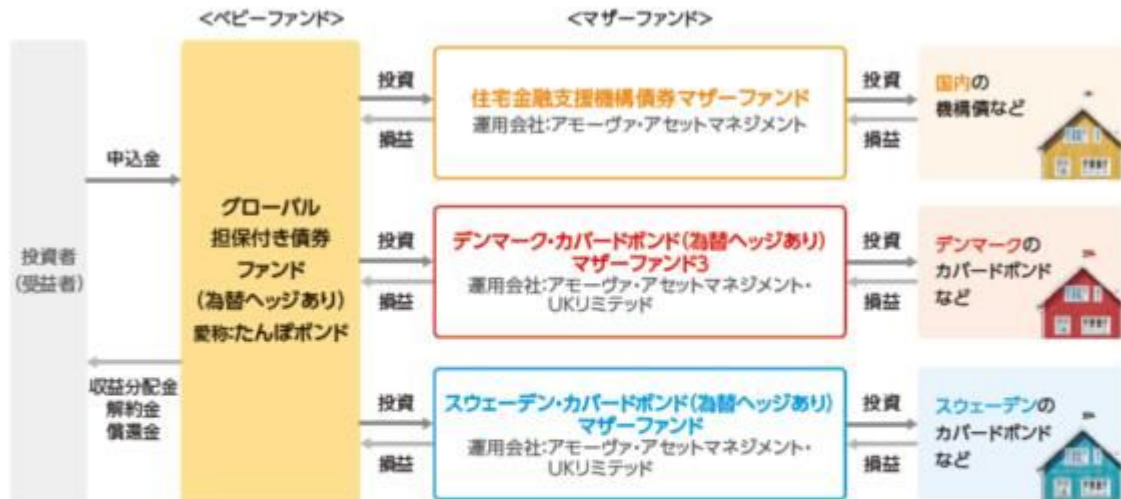 <ベビーファンド>
<マザーファンド>
投資者
(受益者)
申込金
収益分配金
解約金
償還金
グローバル
担保付き債券
ファンド
(為替ヘッジあり)
愛称:たんぽボンド
投資
損益
住宅金融支援機構債券マザーファンド
運用会社:アモーヴァ・アセットマネジメント
投資
損益
国内の
機構債など
投資
損益
デンマーク・カバードボンド(為替ヘッジあり)
マザーファンド3
運用会社:アモーヴァ・アセットマネジメント・
UKリミテッド
投資
損益
デンマークの
カバードボンド
など
投資
損益
スウェーデン・カバードボンド(為替ヘッジあり)
マザーファンド
運用会社:アモーヴァ・アセットマネジメント・
UKリミテッド
投資
損益
スウェーデンの
カバードボンド
など